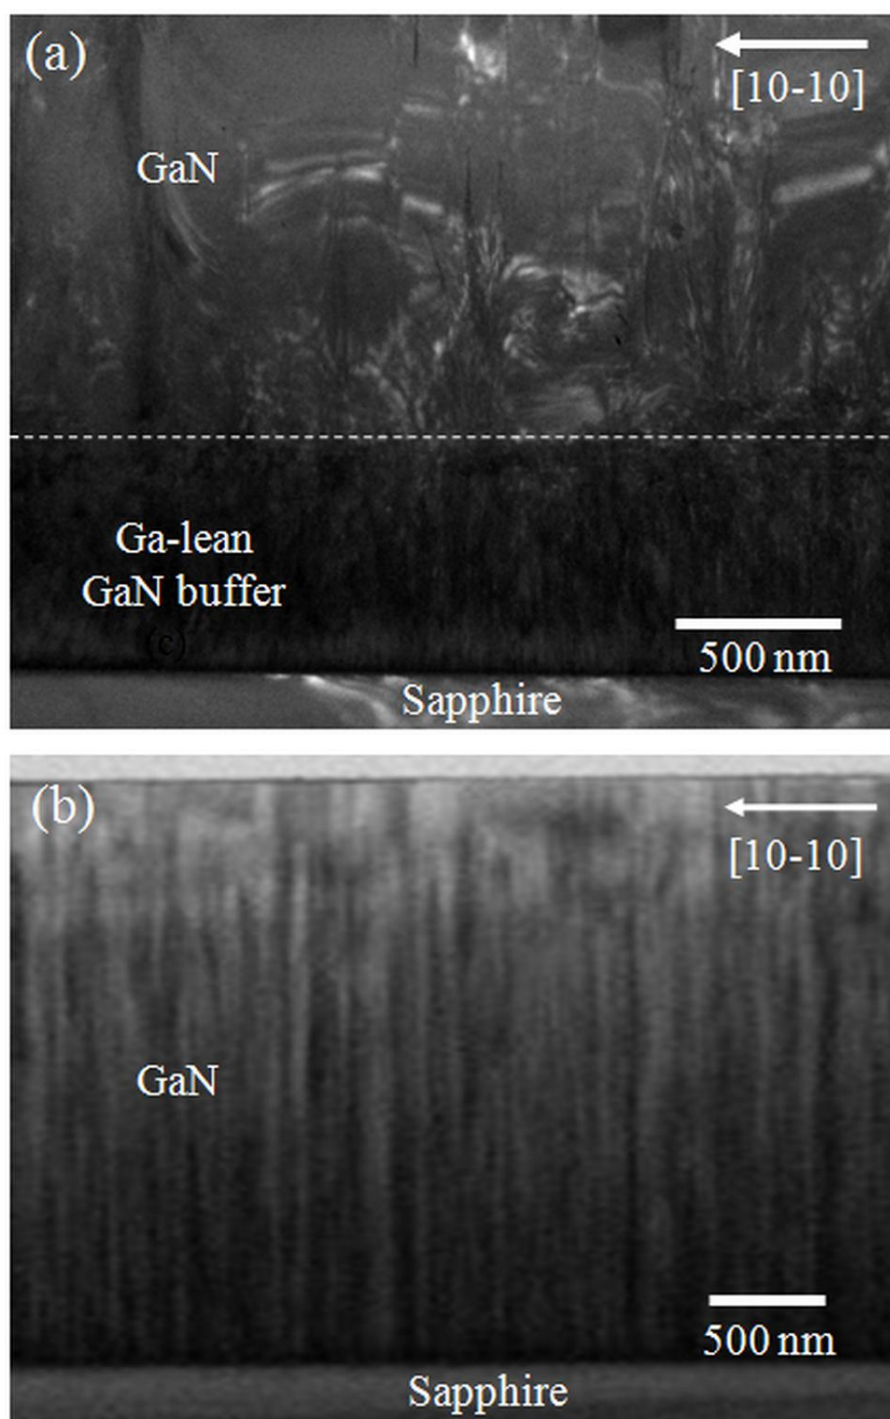 (a)
[10-10]
GaN
Ga-lean
GaN buffer
(c)
500 nm
Sapphire
(b)
[10-10]
GaN
500 nm
Sapphire